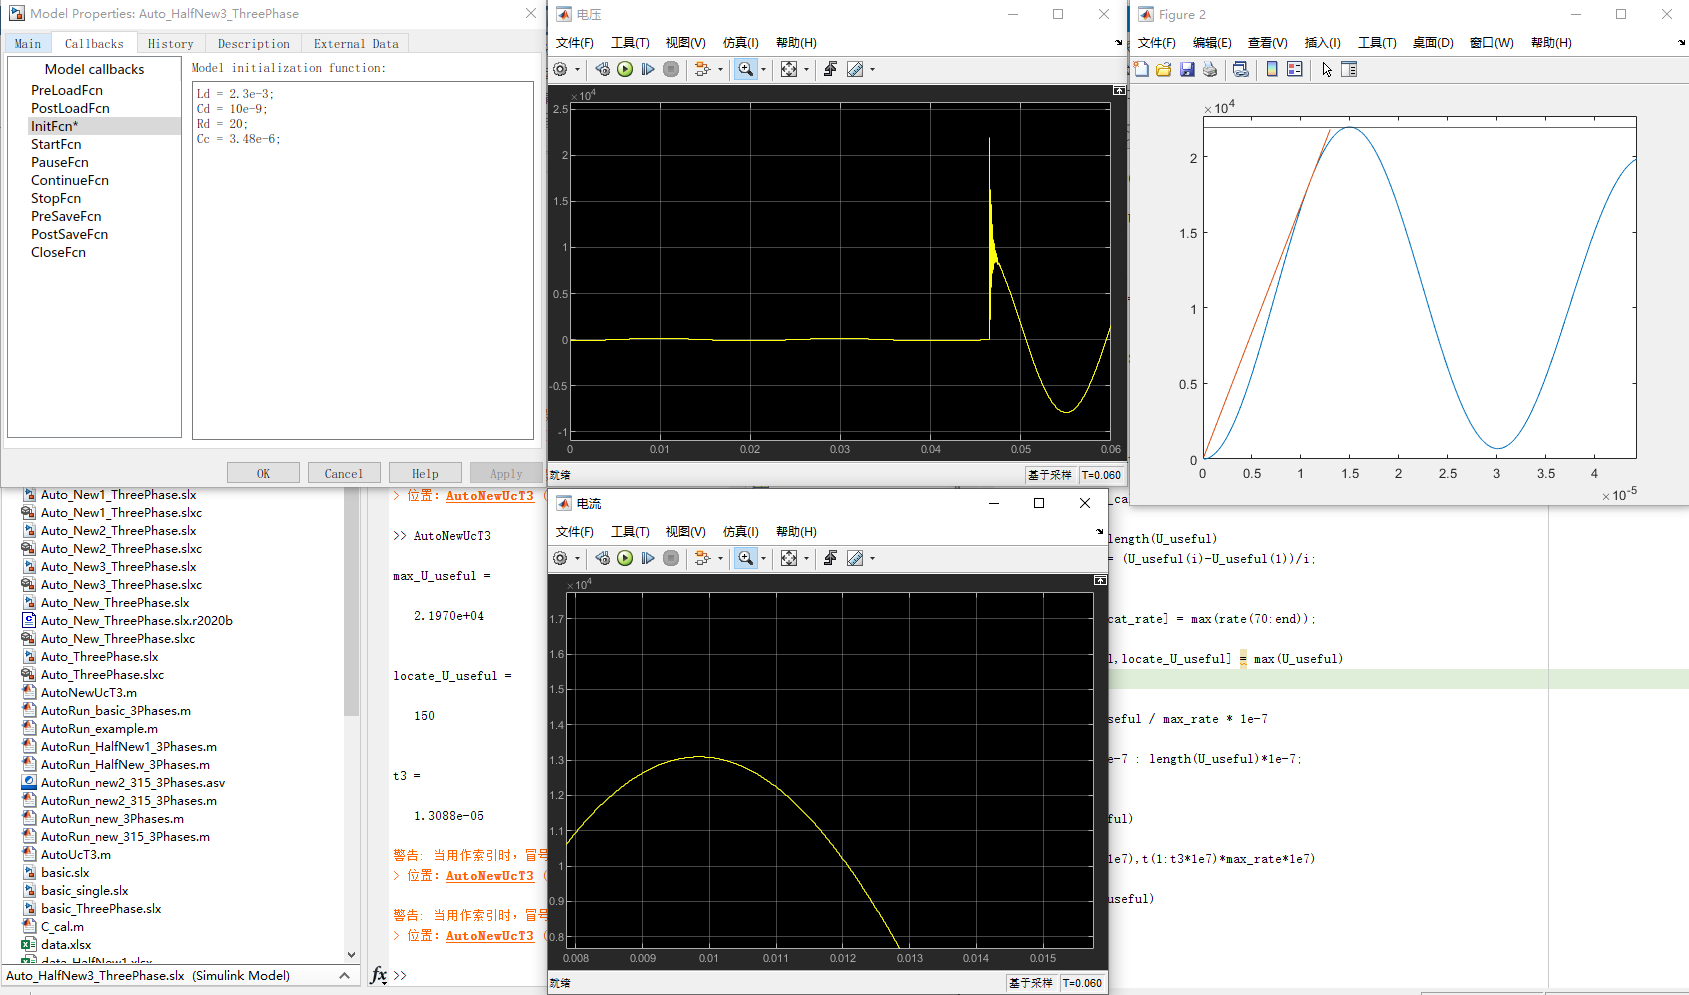 Model Properties: Auto_HalfNew3_ThreePhase
Main
Callbacks
History
Description
External Data
Model callbacks
PreLoadFcn
PostLoadFcn
InitFcn*
StartFcn
PauseFcn
ContinueFcn
StopFcn
PreSaveFcn
PostSaveFcn
CloseFcn
Model initialization function:
Ld = 2.3e-3;
Cd = 10e-9;
Rd = 20;
Cc = 3.48e-6;
OK
Cancel
Help
Apply
Auto_New1_ThreePhase.slx
Auto_New1_ThreePhase.slxc
Auto_New2_ThreePhase.slx
Auto_New2_ThreePhase.slxc
Auto_New3_ThreePhase.slx
Auto_New3_ThreePhase.slxc
Auto_New_ThreePhase.slx
Auto_New_ThreePhase.slx.r2020b
Auto_New_ThreePhase.slxc
Auto_ThreePhase.slx
Auto_ThreePhase.slxc
AutoNewUcT3.m
AutoRun_basic_3Phases.m
AutoRun_example.m
AutoRun_HalfNew1_3Phases.m
AutoRun_HalfNew_3Phases.m
AutoRun_new2_315_3Phases.asv
AutoRun_new2_315_3Phases.m
AutoRun_new_3Phases.m
AutoRun_new_315_3Phases.m
AutoUcT3.m
basic.slx
basic_single.slx
basic_ThreePhase.slx
C_cal.m
data.xlsx
data_HalfNew1.xlsx
Auto_HalfNew3_ThreePhase.slx (Simulink Model)
> 位置: AutoNewUcT3 (
>> AutoNewUcT3
max_U_useful =
2.1970e+04
locate_U_useful =
150
t3 =
1.3088e-05
警告: 当用作索引时, 冒号
> 位置: AutoNewUcT3 (
警告: 当用作索引时, 冒号
> 位置: AutoNewUcT3 (
fx >>
电压
文件(F) 工具(T) 视图(V) 仿真(I) 帮助(H)
×10^4
2.5
2
1.5
1
0.5
0
-0.5
-1
0 0.01 0.02 0.03 0.04 0.05 0.06
就绪
基于采样
T=0.060
电流
文件(F) 工具(T) 视图(V) 仿真(I) 帮助(H)
×10^4
1.7
1.6
1.5
1.4
1.3
1.2
1.1
1
0.9
0.8
0.008 0.009 0.01 0.011 0.012 0.013 0.014 0.015
就绪
基于采样
T=0.060
Figure 2
文件(F) 编辑(E) 查看(V) 插入(I) 工具(T) 桌面(D) 窗口(W) 帮助(H)
×10^4
2
1.5
1
0.5
0
0 0.5 1 1.5 2 2.5 3 3.5 4
×10^-5
length(U_useful)
= (U_useful(i)-U_useful(1))/i;
cat_rate] = max(rate(70:end));
l,locate_U_useful] = max(U_useful)
seful / max_rate * 1e-7
e-7 : length(U_useful)*1e-7;
ful)
1e7),t(1:t3*1e7)*max_rate*1e7)
useful)